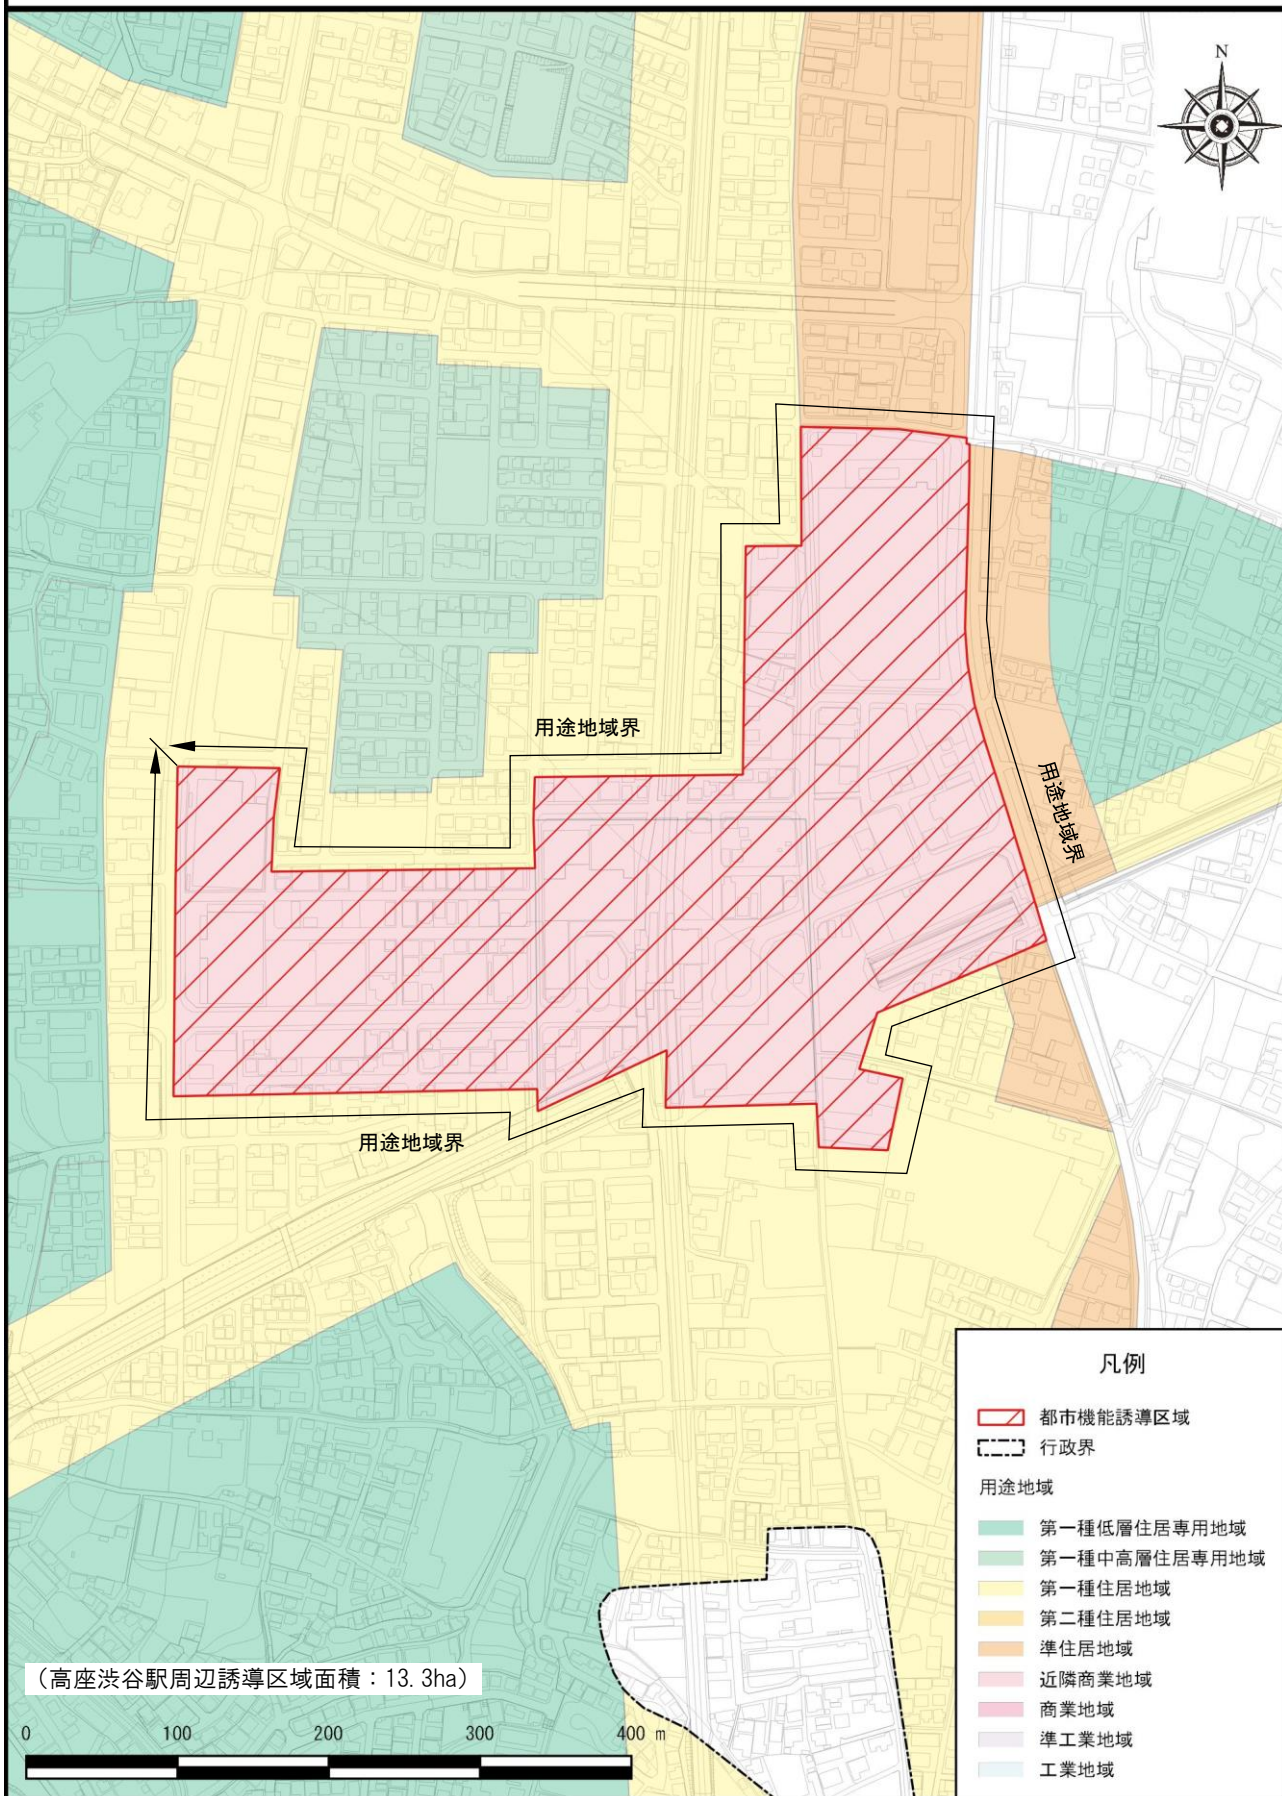 N
用途地域界
用途地域界
用途地域界
凡例
都市機能誘導区域
行政界
用途地域
第一種低層住居専用地域
第一種中高層住居専用地域
第一種住居地域
第二種住居地域
準住居地域
近隣商業地域
商業地域
準工業地域
工業地域
（高座渋谷駅周辺誘導区域面積：13.3ha）
0 100 200 300 400 m